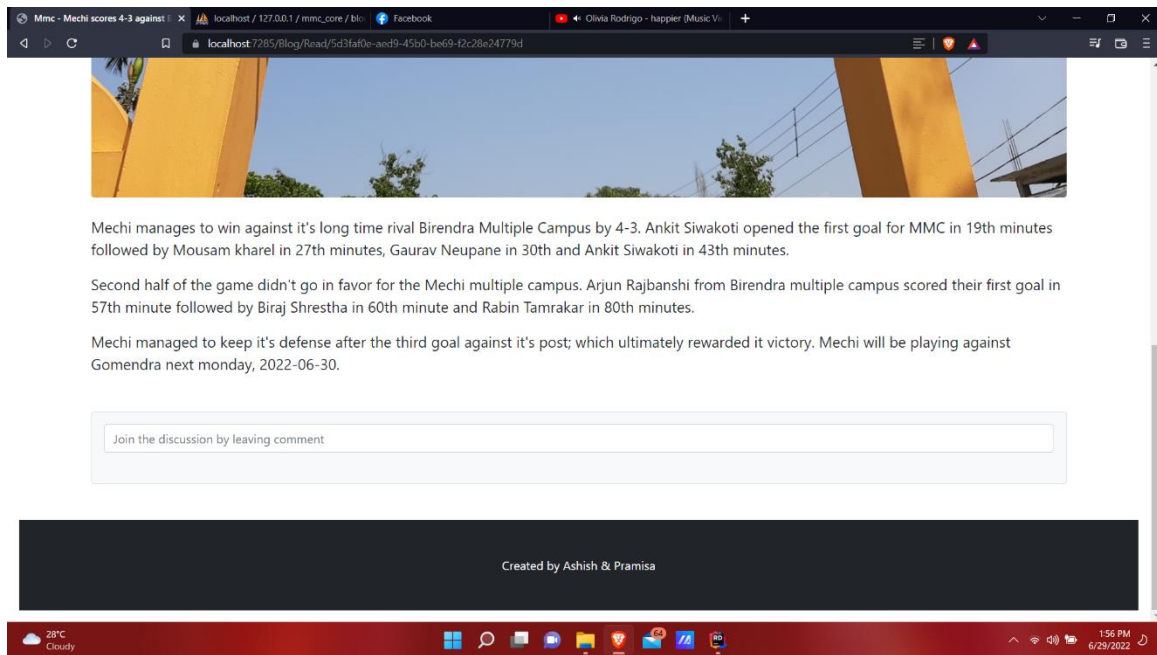 Mmc - Mechi scores 4-3 against
localhost / 127.0.0.1 / mmc_core / blo
Facebook
Olivia Rodrigo - happier (Music Vi
localhost:7285/Blog/Read/5d3faf0e-aed9-45b0-be69-f2c28e24779d
Mechi manages to win against it's long time rival Birendra Multiple Campus by 4-3. Ankit Siwakoti opened the first goal for MMC in 19th minutes
followed by Mousam kharel in 27th minutes, Gaurav Neupane in 30th and Ankit Siwakoti in 43th minutes.
Second half of the game didn't go in favor for the Mechi multiple campus. Arjun Rajbanshi from Birendra multiple campus scored their first goal in
57th minute followed by Biraj Shrestha in 60th minute and Rabin Tamrakar in 80th minutes.
Mechi managed to keep it's defense after the third goal against it's post; which ultimately rewarded it victory. Mechi will be playing against
Gomendra next monday, 2022-06-30.
Join the discussion by leaving comment
Created by Ashish & Pramisa
28°C
Cloudy
64
RD
1:56 PM
6/29/2022